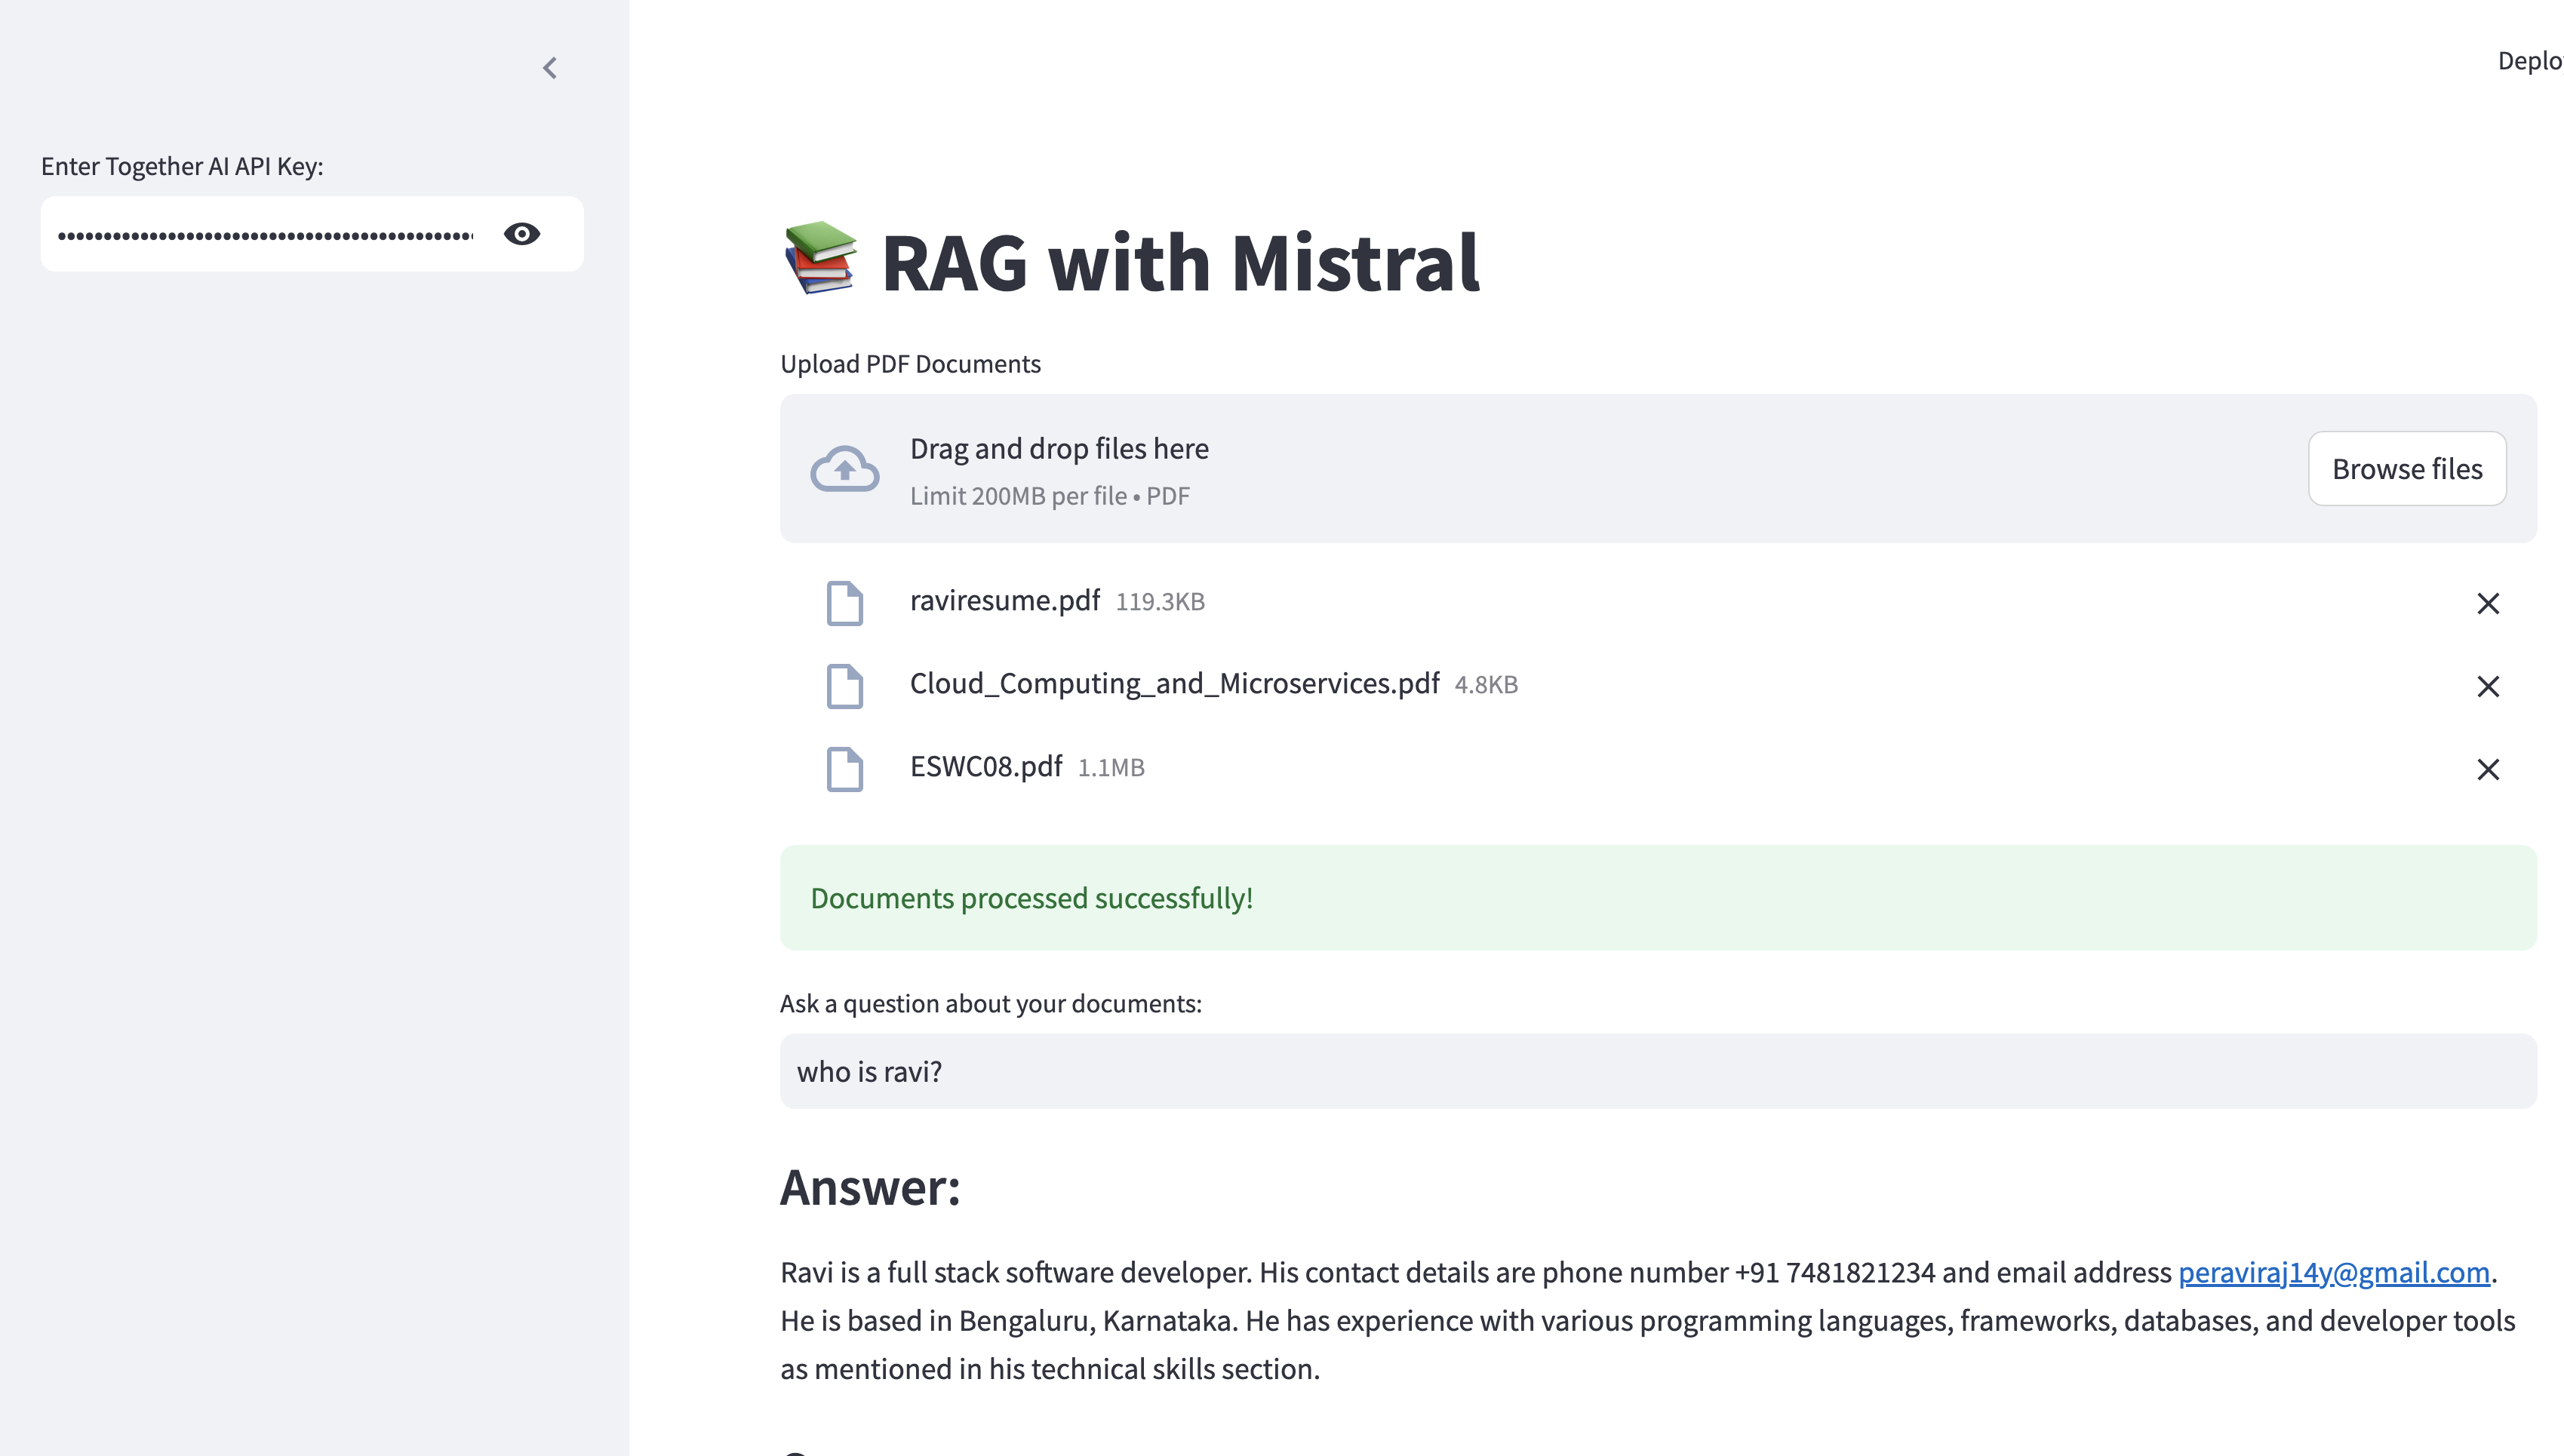 Deplo
Enter Together AI API Key:
RAG with Mistral
Upload PDF Documents
Drag and drop files here
Limit 200MB per file • PDF
Browse files
raviresume.pdf 119.3KB
Cloud_Computing_and_Microservices.pdf 4.8KB
ESWC08.pdf 1.1MB
Documents processed successfully!
Ask a question about your documents:
who is ravi?
Answer:
Ravi is a full stack software developer. His contact details are phone number +91 7481821234 and email address peraviraj14y@gmail.com.
He is based in Bengaluru, Karnataka. He has experience with various programming languages, frameworks, databases, and developer tools
as mentioned in his technical skills section.